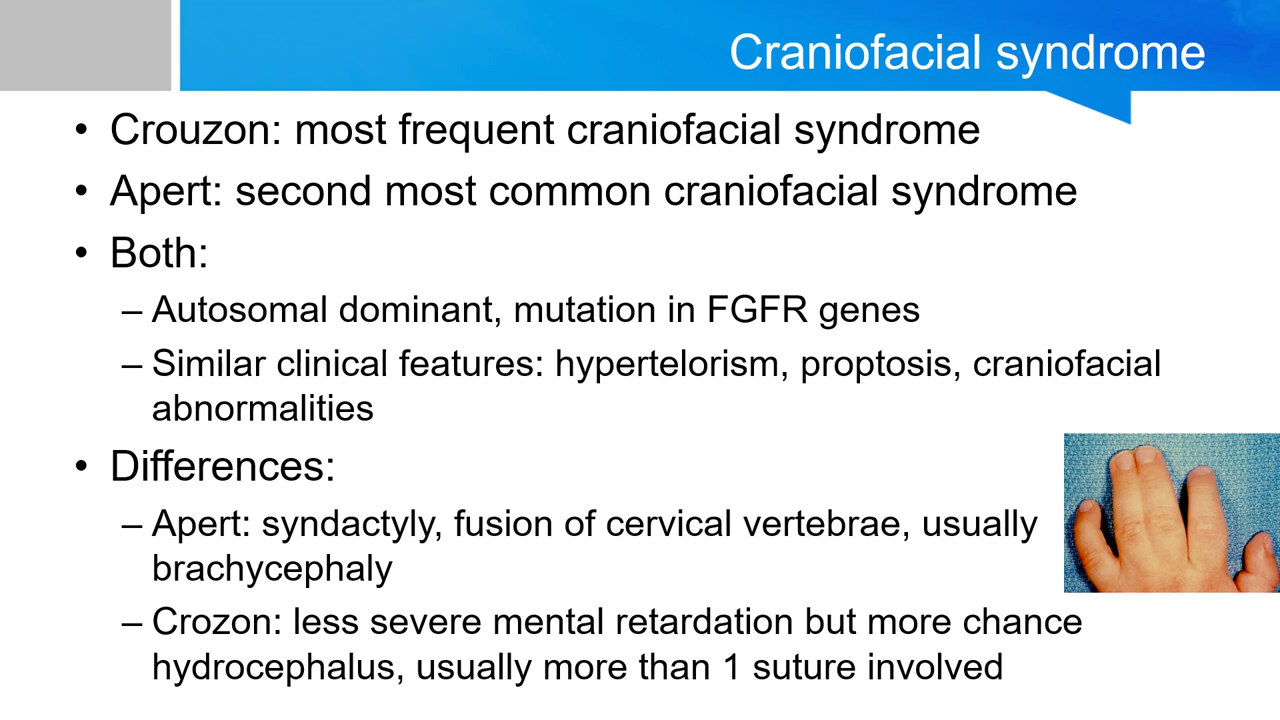 Craniofacial syndrome
• Crouzon: most frequent craniofacial syndrome
• Apert: second most common craniofacial syndrome
• Both:
– Autosomal dominant, mutation in FGFR genes
– Similar clinical features: hypertelorism, proptosis, craniofacial
abnormalities
• Differences:
– Apert: syndactyly, fusion of cervical vertebrae, usually
brachycephaly
– Crozon: less severe mental retardation but more chance
hydrocephalus, usually more than 1 suture involved